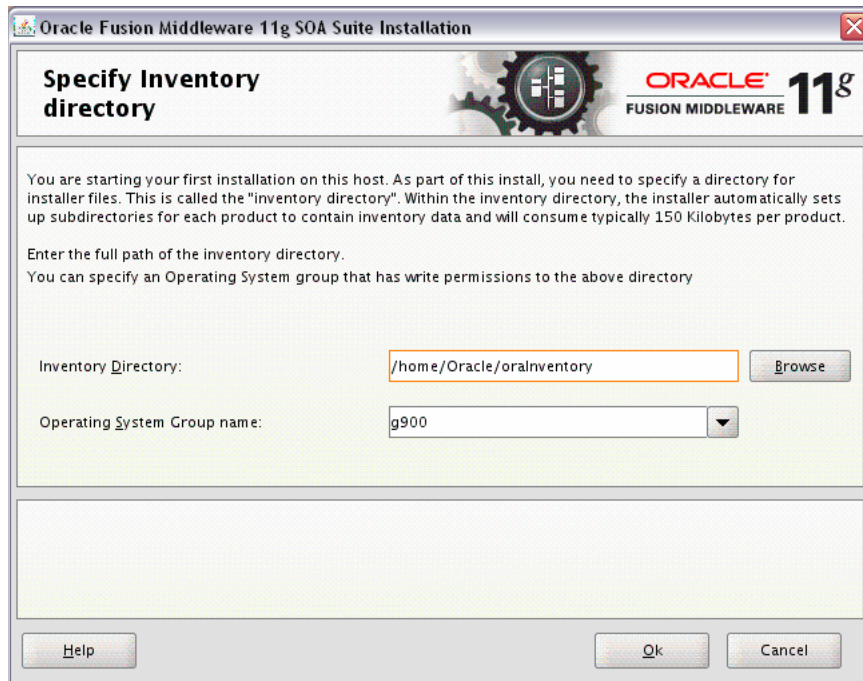 Oracle Fusion Middleware 11g SOA Suite Installation
Specify Inventory
directory
ORACLE
FUSION MIDDLEWARE 11g
You are starting your first installation on this host. As part of this install, you need to specify a directory for
installer files. This is called the "inventory directory". Within the inventory directory, the installer automatically sets
up subdirectories for each product to contain inventory data and will consume typically 150 Kilobytes per product.
Enter the full path of the inventory directory.
You can specify an Operating System group that has write permissions to the above directory
Inventory Directory: /home/Oracle/oraInventory Browse
Operating System Group name: g900
Help Ok Cancel